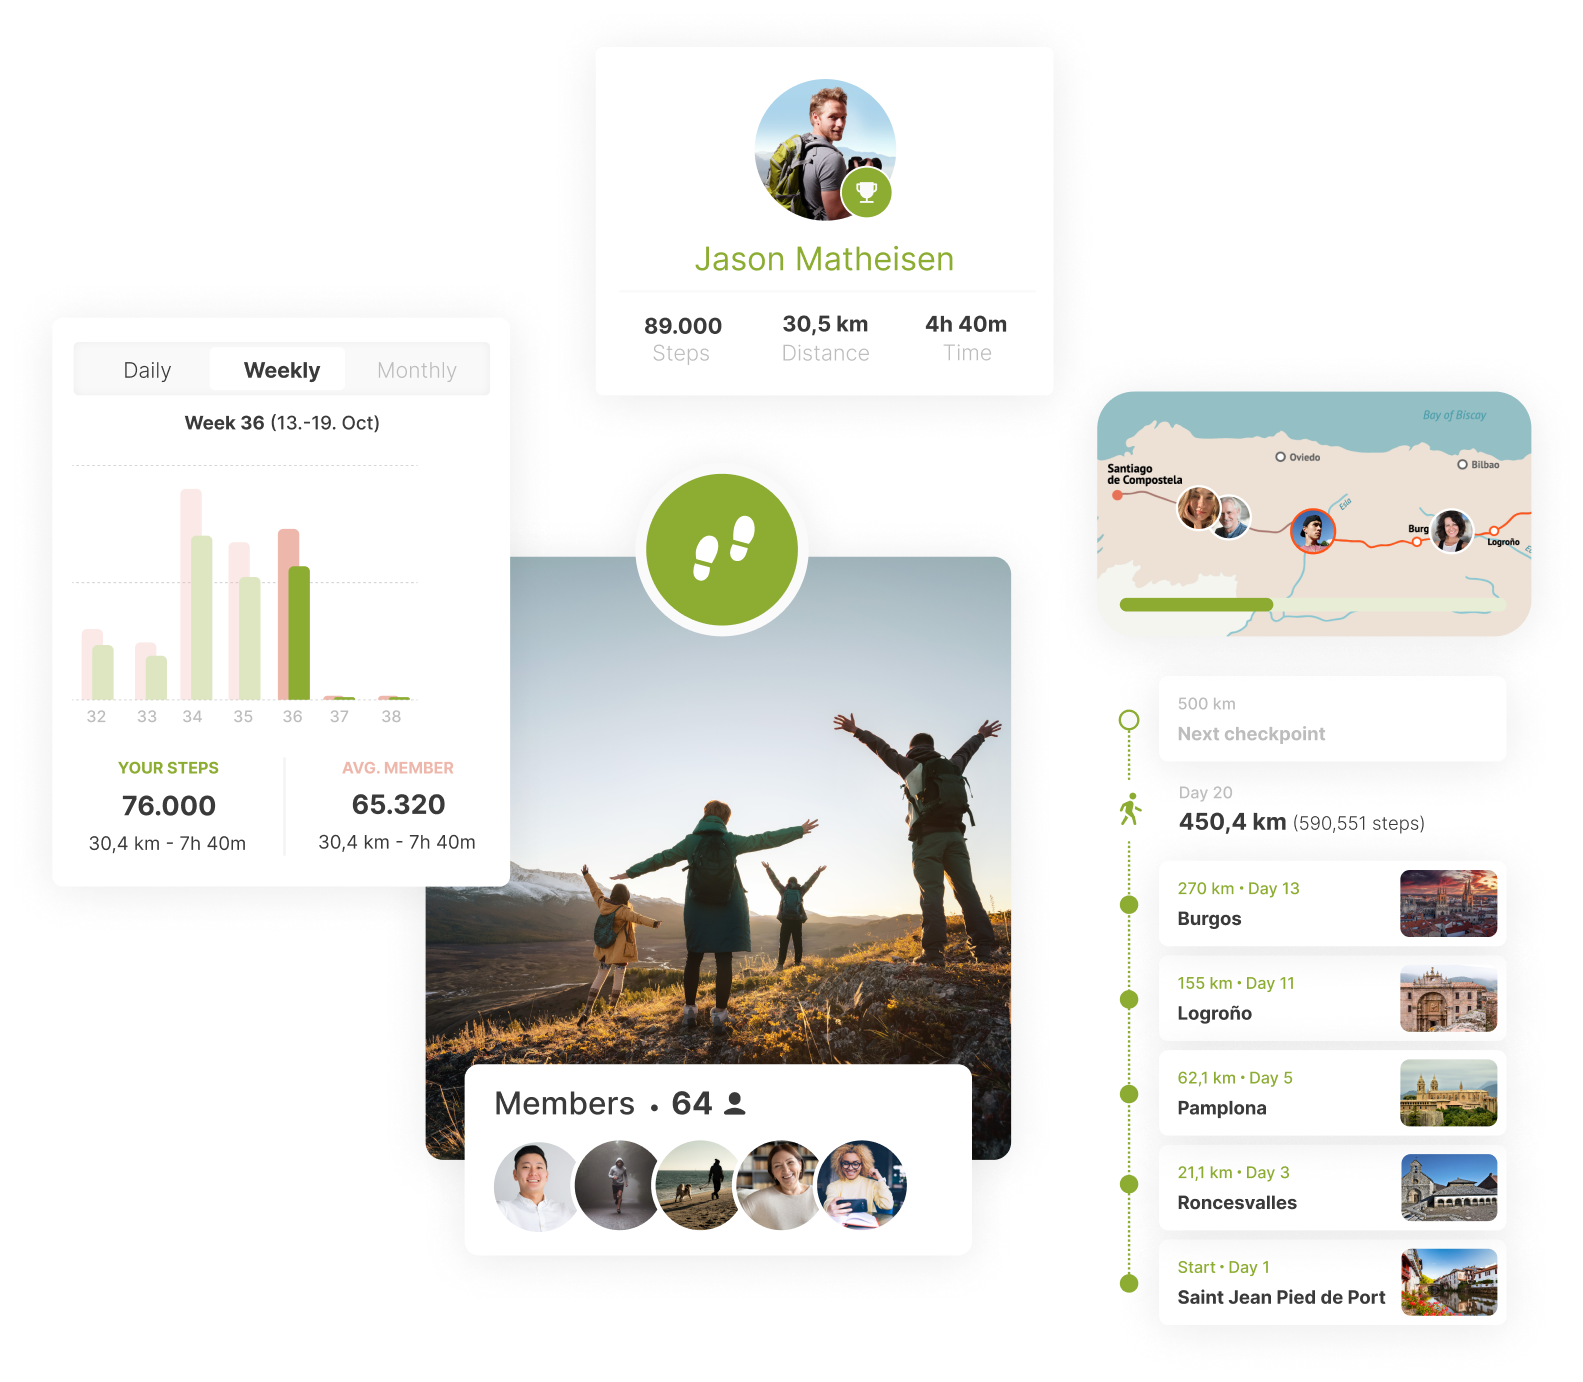 Jason Matheisen
89.000 30,5 km 4h 40m
Steps Distance Time
Daily Weekly Monthly
Week 36 (13.-19. Oct)
32 33 34 35 36 37 38
YOUR STEPS AVG. MEMBER
76.000 65.320
30,4 km - 7h 40m 30,4 km - 7h 40m
Members • 64
Bay of Biscay
Oviedo
Bilbao
Santiago
de Compostela
Esla
Burg
Logroño
500 km
Next checkpoint
Day 20
450,4 km (590,551 steps)
270 km • Day 13
Burgos
155 km • Day 11
Logroño
62,1 km • Day 5
Pamplona
21,1 km • Day 3
Roncesvalles
Start • Day 1
Saint Jean Pied de Port